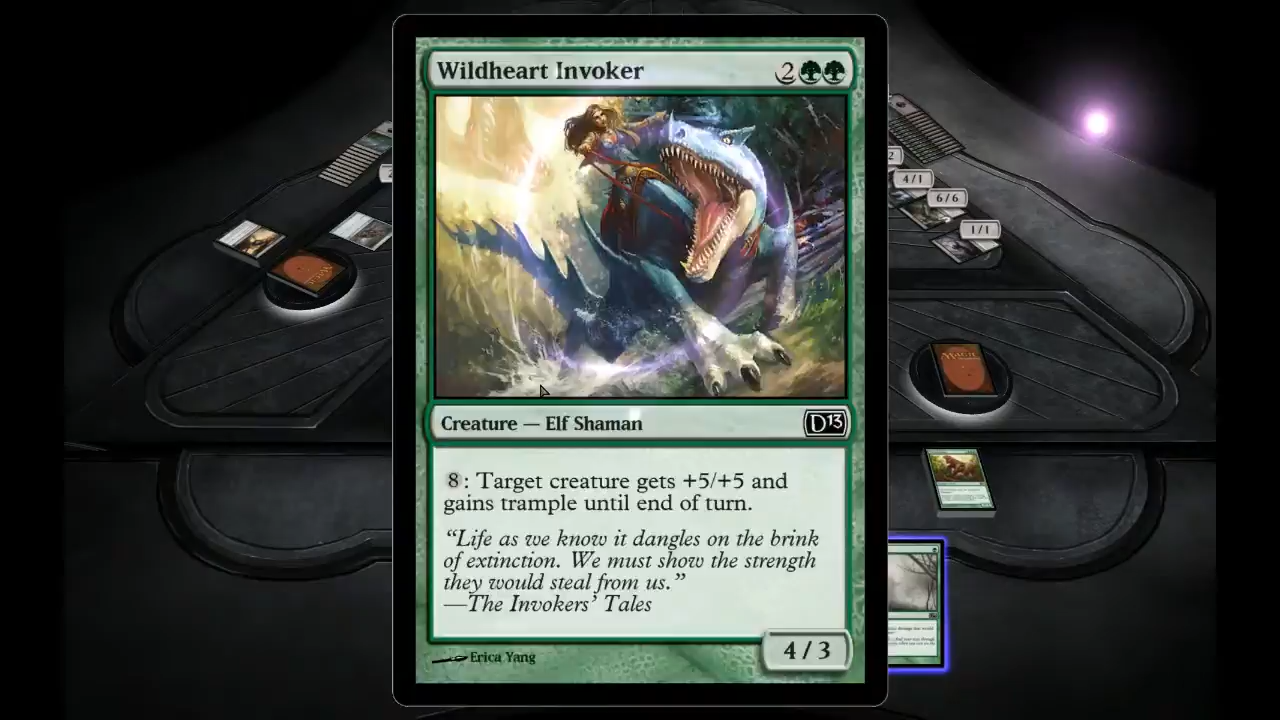 Wildheart Invoker 2
4/1
6/6
1/1
2
Creature — Elf Shaman D13
8: Target creature gets +5/+5 and
gains trample until end of turn.
“Life as we know it dangles on the brink
of extinction. We must show the strength
they would steal from us.”
—The Invokers’ Tales
4/3
Erica Yang